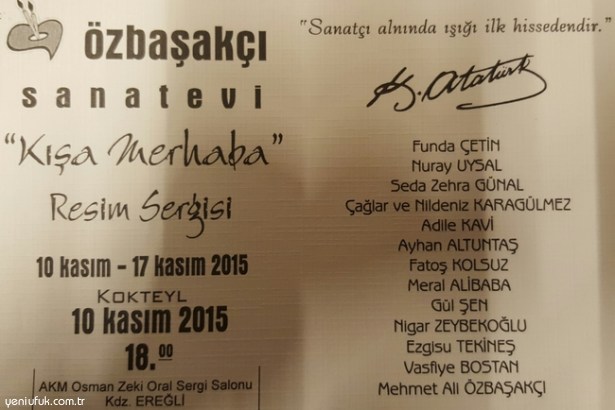 özbaşakçı
sanatevi
"Kışa Merhaba"
Resim Sergisi
10 kasım – 17 kasım 2015
KOKTEYL
10 kasım 2015
18.00
AKM Osman Zeki Oral Sergi Salonu
Kdz. EREĞLİ
"Sanatçı alnında ışığı ilk hissedendir."
K. Atatürk
Funda ÇETİN
Nuray UYSAL
Seda Zehra GÜNAL
Çağlar ve Nildeniz KARAGÜLMEZ
Adile KAVİ
Ayhan ALTUNTAŞ
Fatoş KOLSUZ
Meral ALİBABA
Gül ŞEN
Nigar ZEYBEKOĞLU
Ezgisu TEKİNEŞ
Vasfiye BOSTAN
Mehmet Ali ÖZBAŞAKÇI
yeniufuk.com.tr